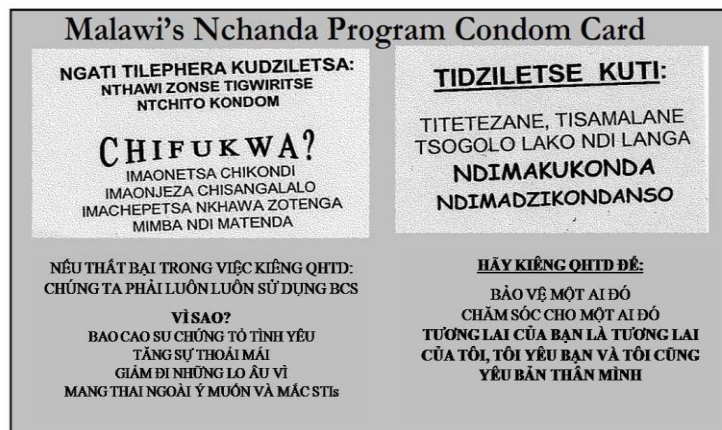 Malawi's Nchanda Program Condom Card
NGATI TILEPHERA KUDZILETSA:
NTHAWI ZONSE TIGWIRITSE
NTCHITO KONDOM
CHIFUKWA?
IMAONETSA CHIKONDI
IMAONJEZA CHISANGALALO
IMACHEPETSA NKHAWA ZOTENGA
MIMBA NDI MATENDA
TIDZILETSE KUTI:
TITETEZANE, TISAMALANE
TSOGOLO LAKO NDI LANGA
NDIMAKUKONDA
NDIMADZIKONDANSO
NẾU THẤT BẠI TRONG VIỆC KIÊNG QHTD:
CHÚNG TA PHẢI LUÔN LUÔN SỬ DỤNG BCS
VÌ SAO?
BAO CAO SU CHỨNG TỎ TÌNH YÊU
TĂNG SỰ THOẢI MÁI
GIẢM ĐI NHỮNG LO ÂU VÌ
MANG THAI NGOÀI Ý MUỐN VÀ MẮC STIs
HÃY KIÊNG QHTD ĐỂ:
BẢO VỆ MỘT AI ĐÓ
CHĂM SÓC CHO MỘT AI ĐÓ
TƯƠNG LAI CỦA BẠN LÀ TƯƠNG LAI
CỦA TÔI, TÔI YÊU BẠN VÀ TÔI CŨNG
YÊU BẢN THÂN MÌNH